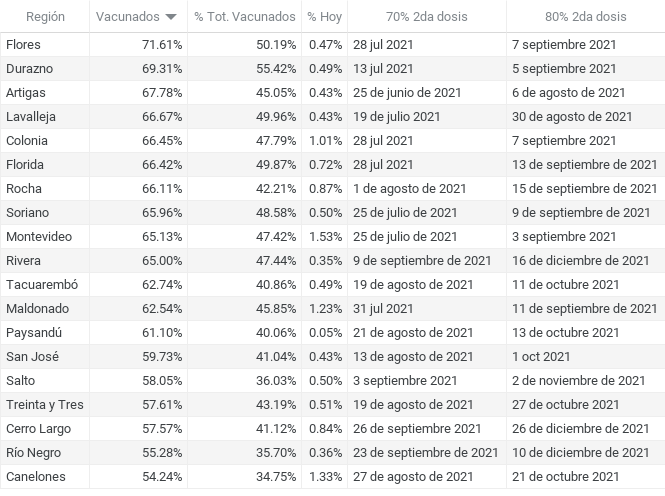 Región Vacunados % Tot. Vacunados % Hoy 70% 2da dosis 80% 2da dosis
Flores 71.61% 50.19% 0.47% 28 jul 2021 7 septiembre 2021
Durazno 69.31% 55.42% 0.49% 13 jul 2021 5 septiembre 2021
Artigas 67.78% 45.05% 0.43% 25 de junio de 2021 6 de agosto de 2021
Lavalleja 66.67% 49.96% 0.43% 19 de julio 2021 30 de agosto de 2021
Colonia 66.45% 47.79% 1.01% 28 jul 2021 7 septiembre 2021
Florida 66.42% 49.87% 0.72% 28 jul 2021 13 de septiembre de 2021
Rocha 66.11% 42.21% 0.87% 1 de agosto de 2021 15 de septiembre de 2021
Soriano 65.96% 48.58% 0.50% 25 de julio de 2021 9 de septiembre de 2021
Montevideo 65.13% 47.42% 1.53% 25 de julio de 2021 3 septiembre 2021
Rivera 65.00% 47.44% 0.35% 9 de septiembre de 2021 16 de diciembre de 2021
Tacuarembó 62.74% 40.86% 0.49% 19 de agosto de 2021 11 de octubre 2021
Maldonado 62.54% 45.85% 1.23% 31 jul 2021 11 de septiembre de 2021
Paysandú 61.10% 40.06% 0.05% 21 de agosto de 2021 13 de octubre 2021
San José 59.73% 41.04% 0.43% 13 de agosto de 2021 1 oct 2021
Salto 58.05% 36.03% 0.50% 3 septiembre 2021 2 de noviembre de 2021
Treinta y Tres 57.61% 43.19% 0.51% 19 de agosto de 2021 27 de octubre 2021
Cerro Largo 57.57% 41.12% 0.84% 26 de septiembre 2021 26 de diciembre de 2021
Río Negro 55.28% 35.70% 0.36% 23 de septiembre de 2021 10 de diciembre de 2021
Canelones 54.24% 34.75% 1.33% 27 de agosto de 2021 21 de octubre 2021